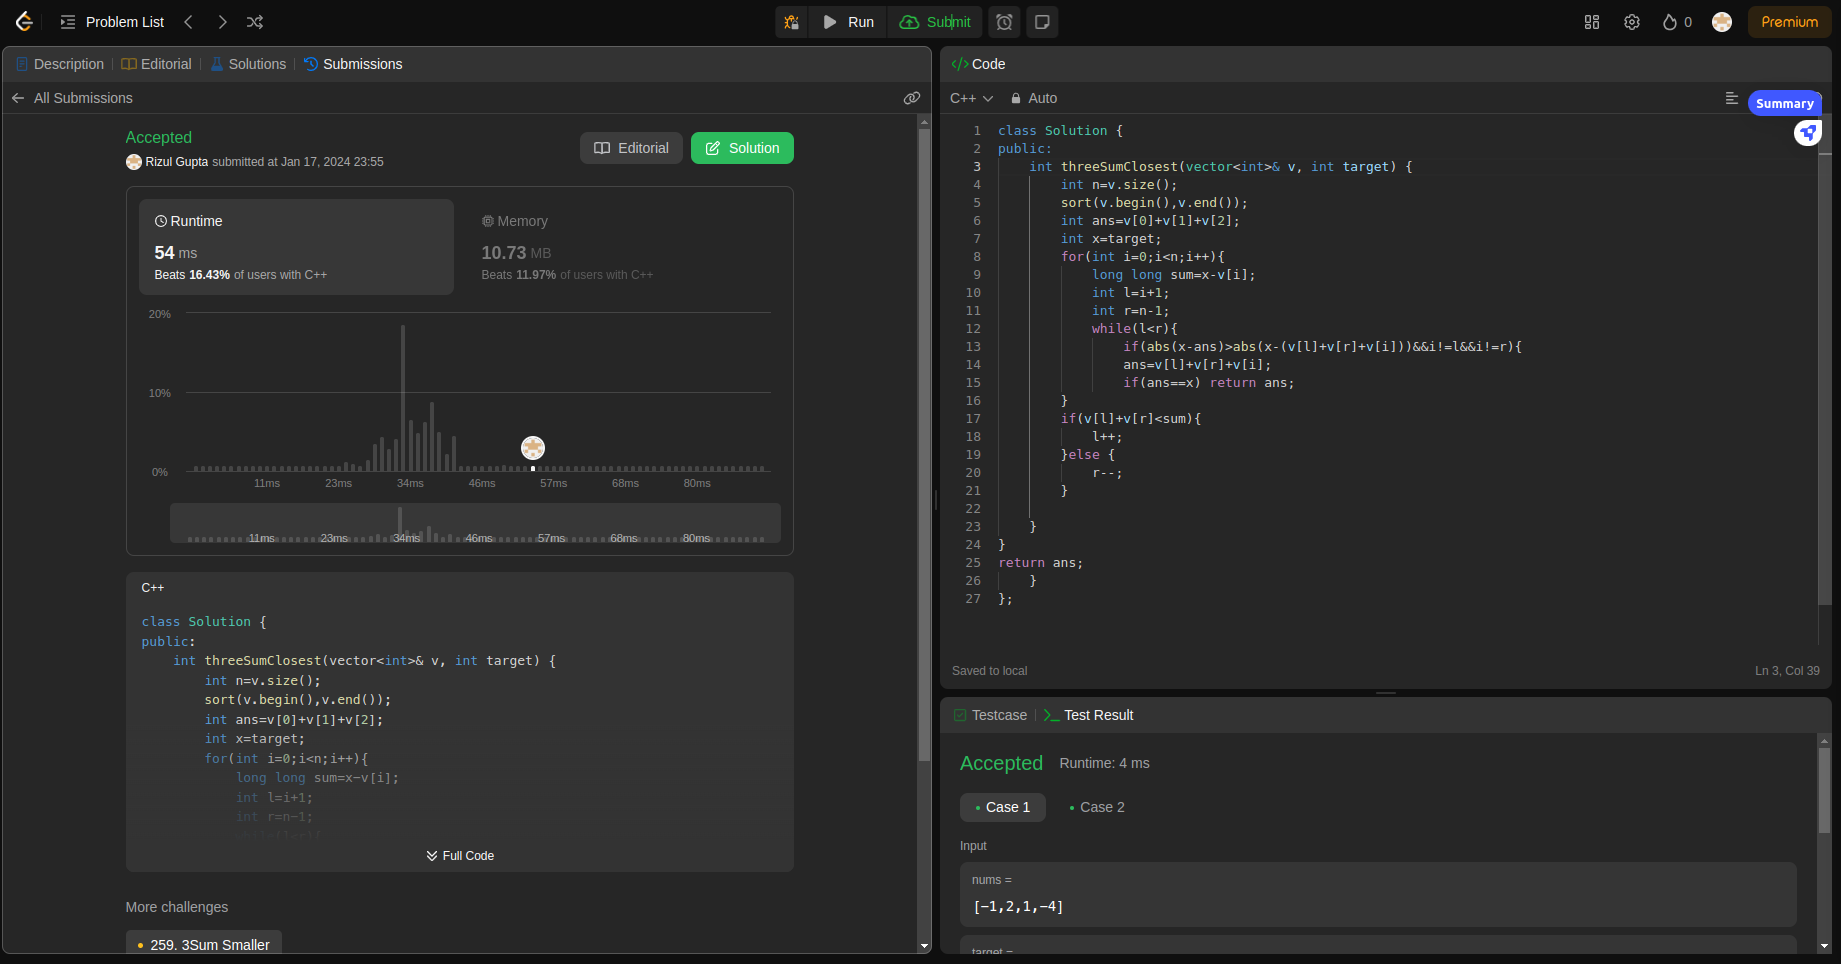 Problem List
Run
Submit
0
Premium
Description
Editorial
Solutions
Submissions
All Submissions
Accepted
Rizul Gupta submitted at Jan 17, 2024 23:55
Editorial
Solution
Runtime
54 ms
Beats 16.43% of users with C++
Memory
10.73 MB
Beats 11.97% of users with C++
20%
10%
0%
11ms 23ms 34ms 46ms 57ms 68ms 80ms
11ms 23ms 34ms 46ms 57ms 68ms 80ms
C++
class Solution {
public:
    int threeSumClosest(vector<int>& v, int target) {
        int n=v.size();
        sort(v.begin(),v.end());
        int ans=v[0]+v[1]+v[2];
        int x=target;
        for(int i=0;i<n;i++){
            long long sum=x-v[i];
            int l=i+1;
            int r=n-1;
            while(l<r){
Full Code
More challenges
259. 3Sum Smaller
</> Code
C++
Auto
Summary
1 class Solution {
2 public:
3     int threeSumClosest(vector<int>& v, int target) {
4         int n=v.size();
5         sort(v.begin(),v.end());
6         int ans=v[0]+v[1]+v[2];
7         int x=target;
8         for(int i=0;i<n;i++){
9             long long sum=x-v[i];
10             int l=i+1;
11             int r=n-1;
12             while(l<r){
13                 if(abs(x-ans)>abs(x-(v[l]+v[r]+v[i]))&&i!=l&&i!=r){
14                 ans=v[l]+v[r]+v[i];
15                 if(ans==x) return ans;
16         }
17         if(v[l]+v[r]<sum){
18             l++;
19         }else {
20             r--;
21         }
22
23     }
24 }
25 return ans;
26     }
27 };
Saved to local
Ln 3, Col 39
Testcase
Test Result
Accepted
Runtime: 4 ms
Case 1
Case 2
Input
nums =
[-1,2,1,-4]
target =